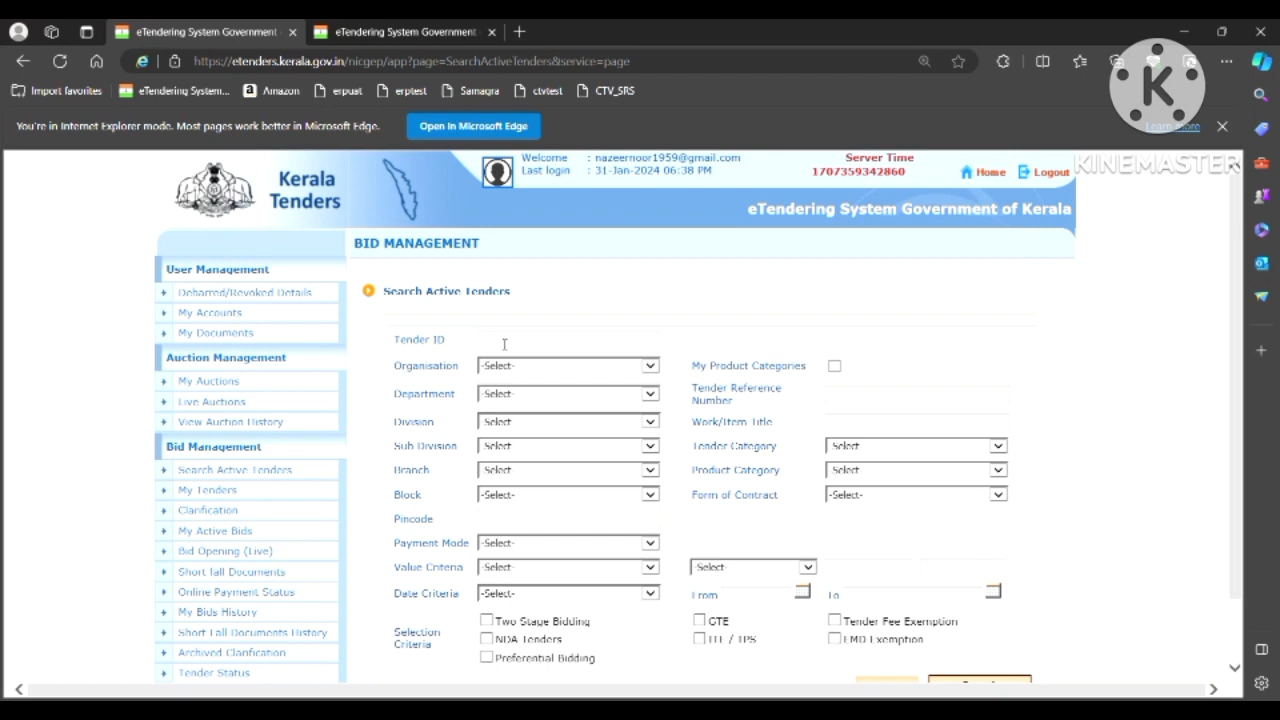 eTendering System Government
eTendering System Government
https://etenders.kerala.gov.in/nicgep/app?page=SearchActiveTenders&service=page
Import favorites
eTendering System...
Amazon
erpuat
erptest
Samagra
ctvtest
CTV_SRS
You're in Internet Explorer mode. Most pages work better in Microsoft Edge.
Open in Microsoft Edge
Learn more
K
KINEMASTER
Kerala
Tenders
Welcome : nazeernoor1959@gmail.com
Last login : 31-Jan-2024 06:38 PM
Server Time
1707359342860
Home
Logout
eTendering System Government of Kerala
BID MANAGEMENT
User Management
Debarred/Revoked Details
My Accounts
My Documents
Auction Management
My Auctions
Live Auctions
View Auction History
Bid Management
Search Active Tenders
My Tenders
Clarification
My Active Bids
Bid Opening (Live)
Short fall Documents
Online Payment Status
My Bids History
Short Fall Documents History
Archived Clarification
Tender Status
Search Active Tenders
Tender ID
Organisation -Select- My Product Categories
Department -Select- Tender Reference
Number
Division -Select- Work/Item Title
Sub Division -Select- Tender Category -Select-
Branch -Select- Product Category -Select-
Block -Select- Form of Contract -Select-
Pincode
Payment Mode -Select-
Value Criteria -Select- -Select-
Date Criteria -Select- From To
Selection
Criteria
Two Stage Bidding GTE Tender Fee Exemption
NDA Tenders ITE / TPS EMD Exemption
Preferential Bidding